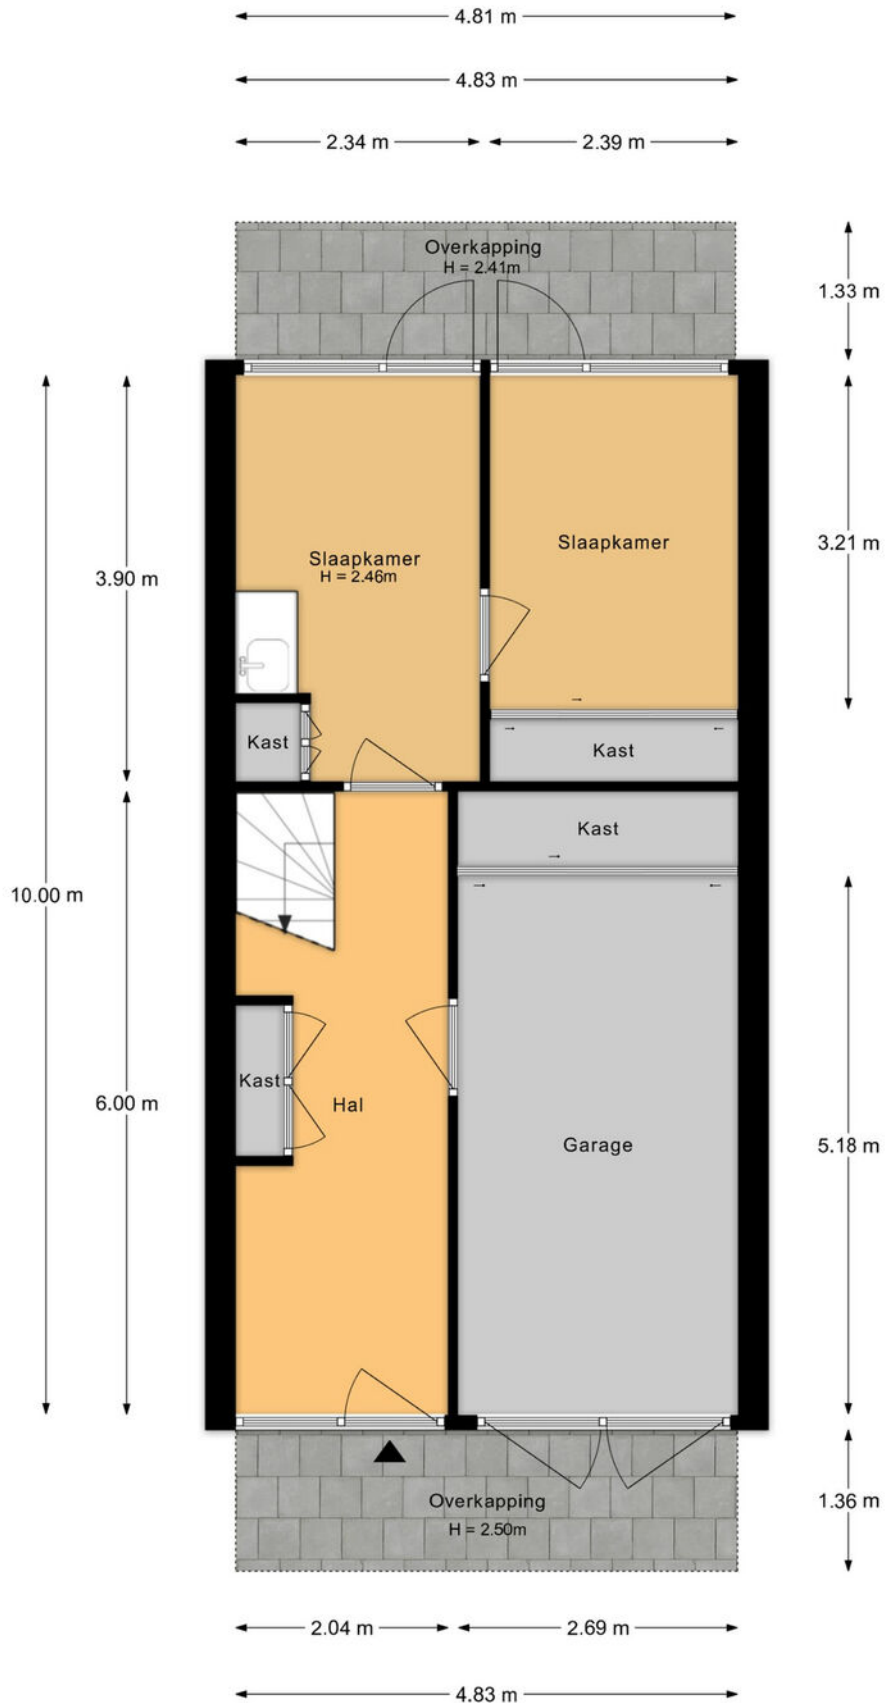 4.81 m
4.83 m
2.34 m
2.39 m
Overkapping
H = 2.41m
1.33 m
Slaapkamer
H = 2.46m
Slaapkamer
3.21 m
3.90 m
Kast
Kast
Kast
10.00 m
Kast
Hal
6.00 m
Garage
5.18 m
Overkapping
H = 2.50m
1.36 m
2.04 m
2.69 m
4.83 m